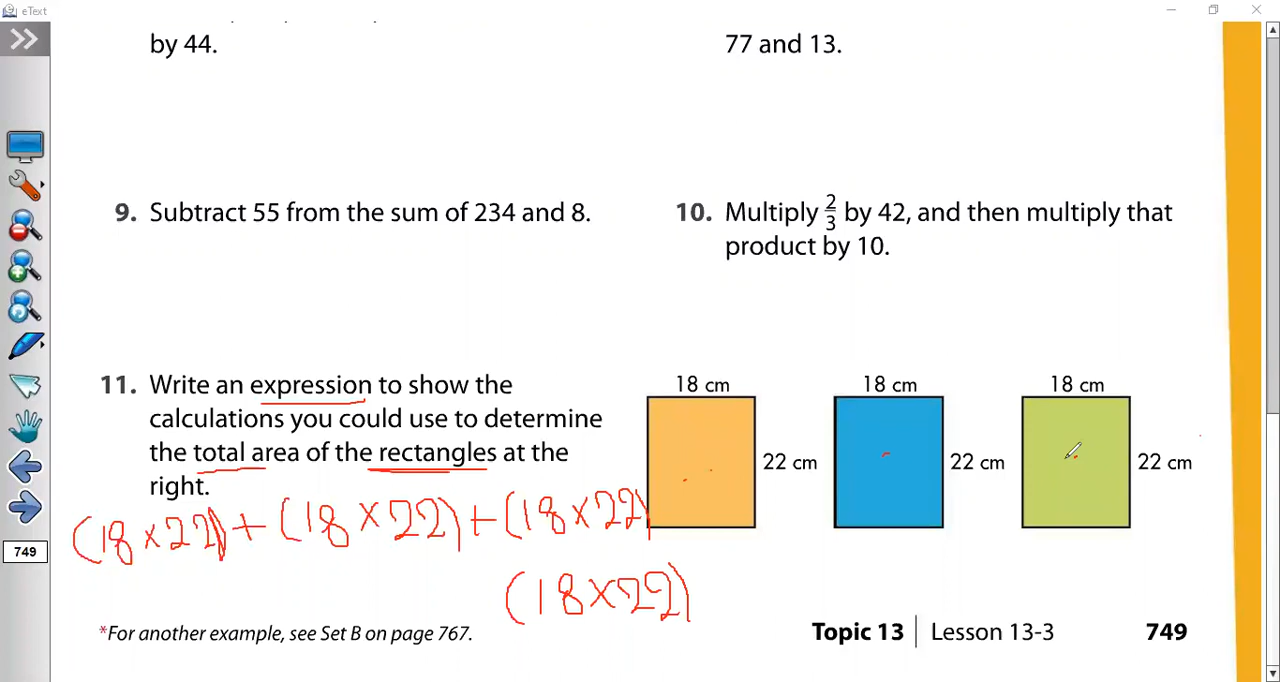 eText
by 44.
77 and 13.
9. Subtract 55 from the sum of 234 and 8.
10. Multiply 2/3 by 42, and then multiply that
product by 10.
11. Write an expression to show the
calculations you could use to determine
the total area of the rectangles at the
right.
18 cm
22 cm
18 cm
22 cm
18 cm
22 cm
(18×22)+(18×22)+(18×22)
(18×22)
749
*For another example, see Set B on page 767.
Topic 13 Lesson 13-3 749